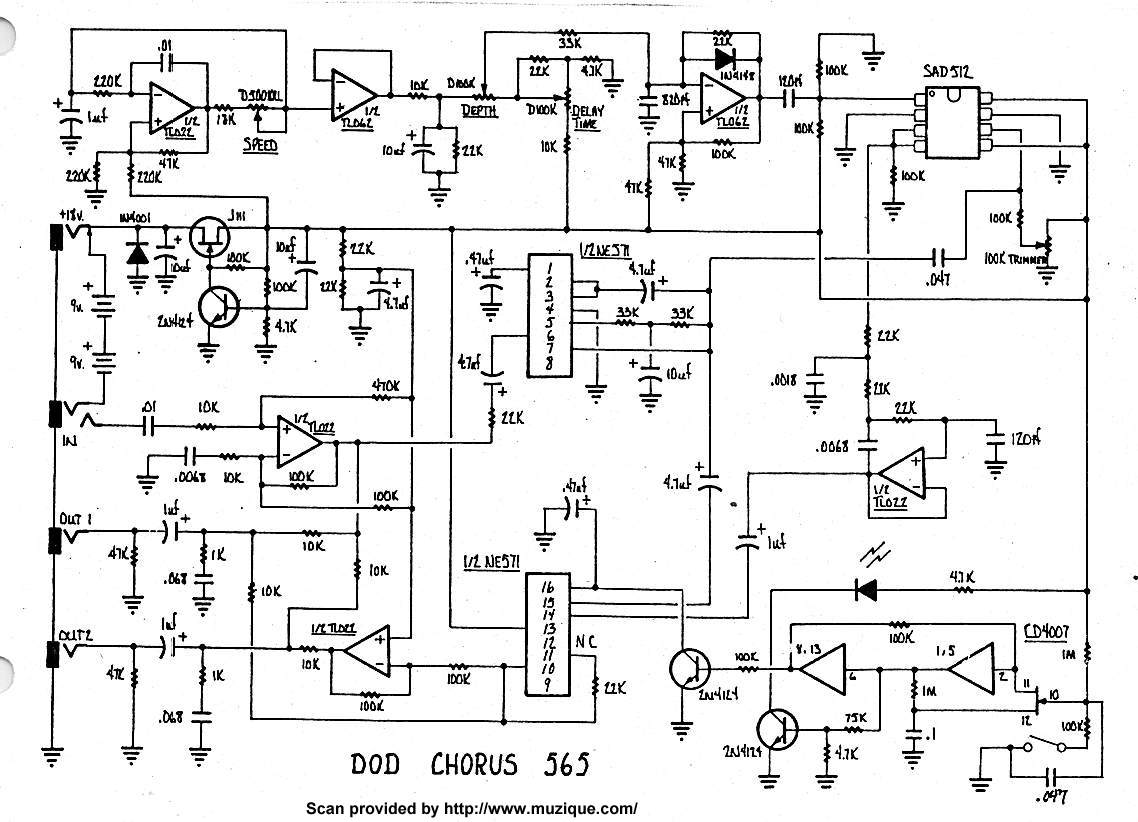 .01
220K
1uf
1/2
TL022
18K
D500KL
SPEED
47K
220K
220K
1/2
TL062
10K
D100K
DEPTH
10uf
22K
33K
22K
4.7K
D100K
DELAY
TIME
10K
22K
1N4148
820Pf
1/2
TL062
120Pf
47K
100K
47K
100K
100K
SAD512
100K
100K
100K TRIMMER
.047
+18v.
1N4001
J111
10uf
100K
100K
2N4124
4.7K
10uf
22K
22K
4.7uf
9v.
9v.
1/2 NE571
.47uf
1
2
3
4
5
6
7
8
4.7uf
33K
33K
10uf
4.7uf
22K
22K
.0018
22K
22K
.0068
120Pf
1/2
TL022
IN
.01
10K
470K
1/2
TL022
.0068
10K
100K
100K
4.7uf
1uf
OUT 1
1uf
47K
1K
.068
10K
10K
10K
1/2 NE571
.47uf
16
15
14
13
12
11
10
9
NC
22K
OUT 2
1uf
47K
1K
.068
1/2 TL022
10K
100K
100K
4.7K
CD4007
100K
8,13
6
1,5
2
1M
1M
11
10
12
100K
2N4124
2N4124
75K
4.7K
.1
100K
.047
DOD CHORUS 565
Scan provided by http://www.muzique.com/